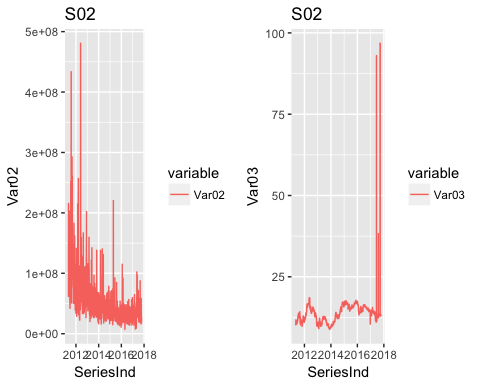 S02
5e+08
4e+08
3e+08
2e+08
1e+08
0e+00
Var02
2012 2014 2016 2018
SeriesInd
variable
Var02
S02
100
75
50
25
Var03
2012 2014 2016 2018
SeriesInd
variable
Var03